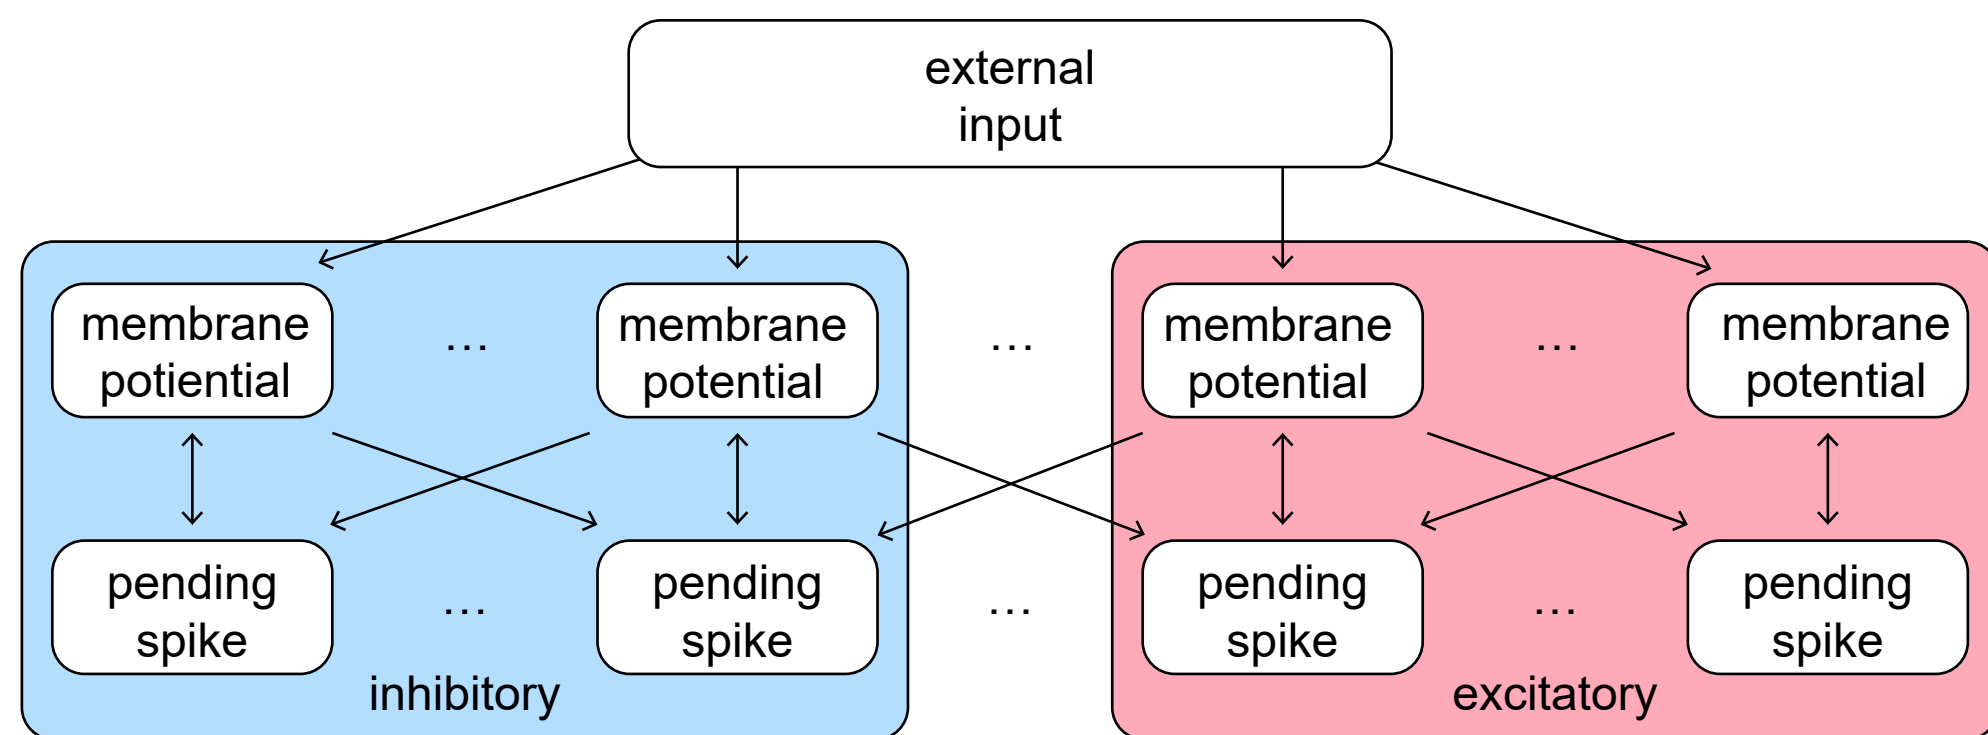 external
input
membrane
potiential
...
membrane
potential
...
membrane
potential
...
membrane
potential
pending
spike
...
pending
spike
...
pending
spike
...
pending
spike
inhibitory
excitatory